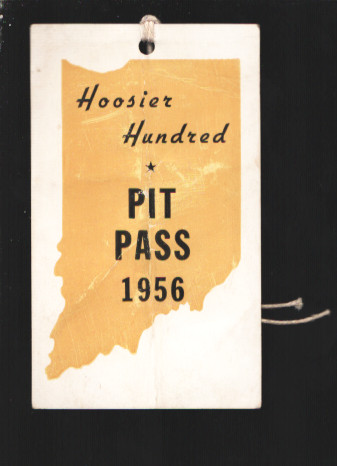 Hoosier
Hundred
★
PIT
PASS
1956